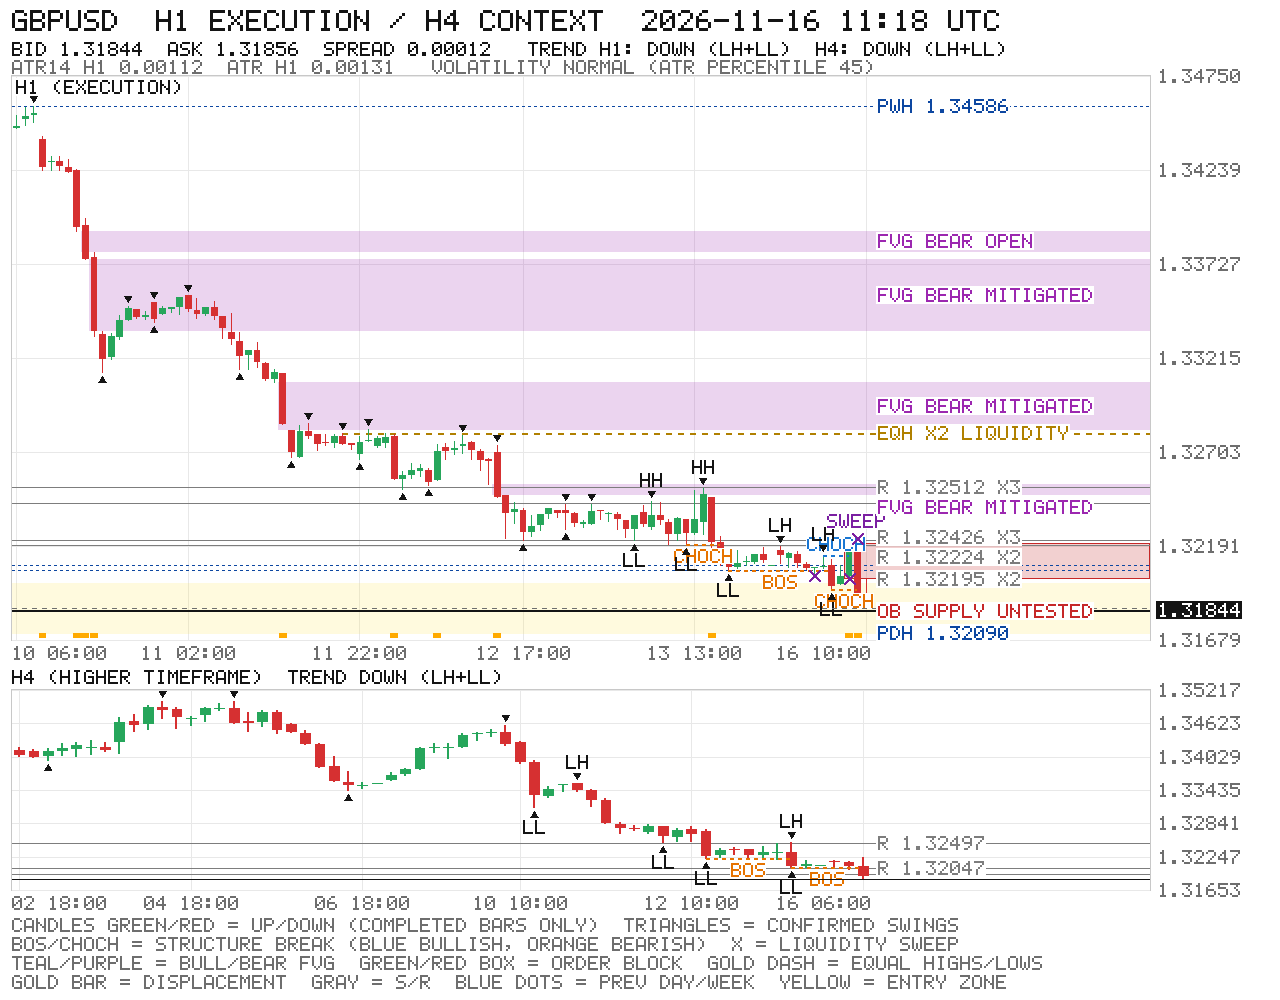 GBPUSD  H1 EXECUTION / H4 CONTEXT  2026-11-16 11:18 UTC
BID 1.31844  ASK 1.31856  SPREAD 0.00012   TREND H1: DOWN (LH+LL)  H4: DOWN (LH+LL)
ATR14 H1 0.00112  ATR H1 0.00131   VOLATILITY NORMAL (ATR PERCENTILE 45)
H1 (EXECUTION)
1.34750
PWH 1.34586
1.34239
FVG BEAR OPEN
1.33727
FVG BEAR MITIGATED
1.33215
FVG BEAR MITIGATED
EQH X2 LIQUIDITY
1.32703
HH
HH
R 1.32512 X3
FVG BEAR MITIGATED
SWEEP
LH
LH
R 1.32426 X3
CHOCH
1.32191
CHOCH
R 1.32224 X2
LL
LL
BOS
R 1.32195 X2
LL
CHOCH
LL
OB SUPPLY UNTESTED
1.31844
PDH 1.32090
1.31679
10 06:00
11 02:00
11 22:00
12 17:00
13 13:00
16 10:00
H4 (HIGHER TIMEFRAME)  TREND DOWN (LH+LL)
1.35217
1.34623
1.34029
LH
1.33435
LL
LH
1.32841
R 1.32497
LL
1.32247
BOS
R 1.32047
LL
BOS
LL
1.31653
02 18:00
04 18:00
06 18:00
10 10:00
12 10:00
16 06:00
CANDLES GREEN/RED = UP/DOWN (COMPLETED BARS ONLY)  TRIANGLES = CONFIRMED SWINGS
BOS/CHOCH = STRUCTURE BREAK (BLUE BULLISH, ORANGE BEARISH)  X = LIQUIDITY SWEEP
TEAL/PURPLE = BULL/BEAR FVG  GREEN/RED BOX = ORDER BLOCK  GOLD DASH = EQUAL HIGHS/LOWS
GOLD BAR = DISPLACEMENT  GRAY = S/R  BLUE DOTS = PREV DAY/WEEK  YELLOW = ENTRY ZONE